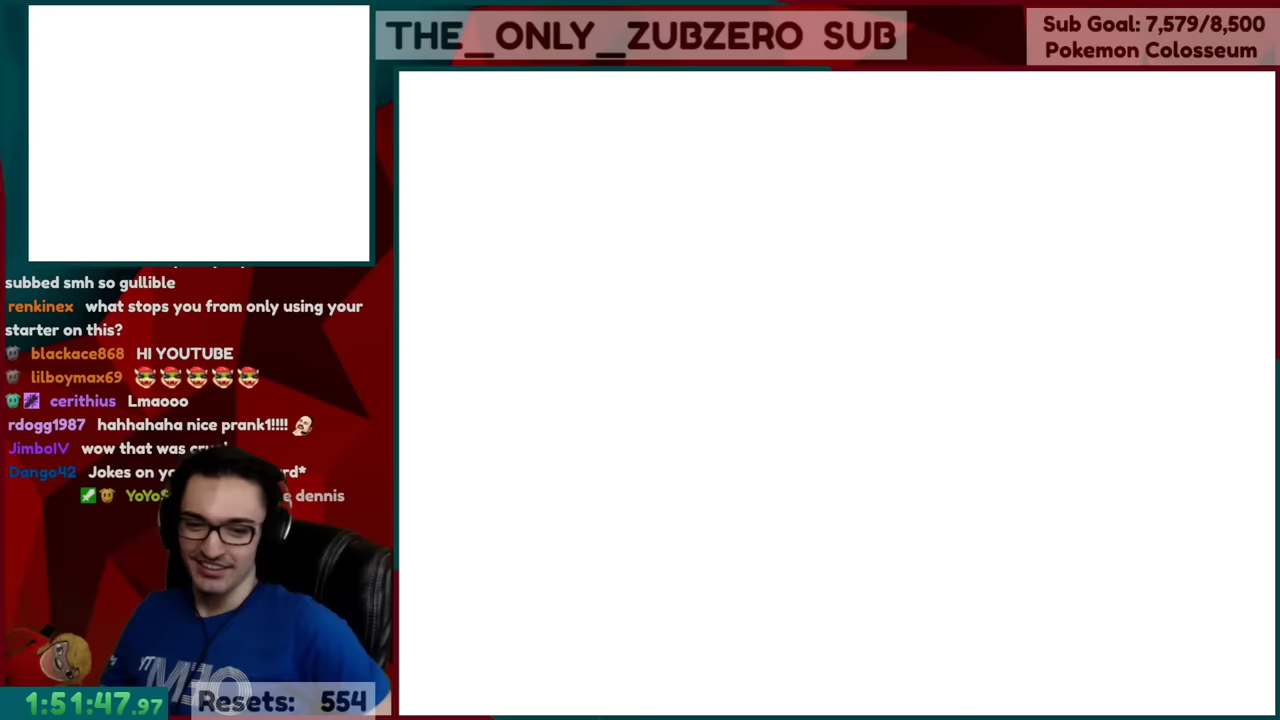 THE_ONLY_ZUBZERO SUB
Sub Goal: 7,579/8,500
Pokemon Colosseum
subbed smh so gullible
renkinex what stops you from only using your
starter on this?
blackace868 HI YOUTUBE
lilboymax69
cerithius Lmaooo
rdogg1987 hahhahaha nice prank1!!!!
JimboIV wow that was
Dango42 Jokes on
dennis
1:51:47.97
Resets: 554